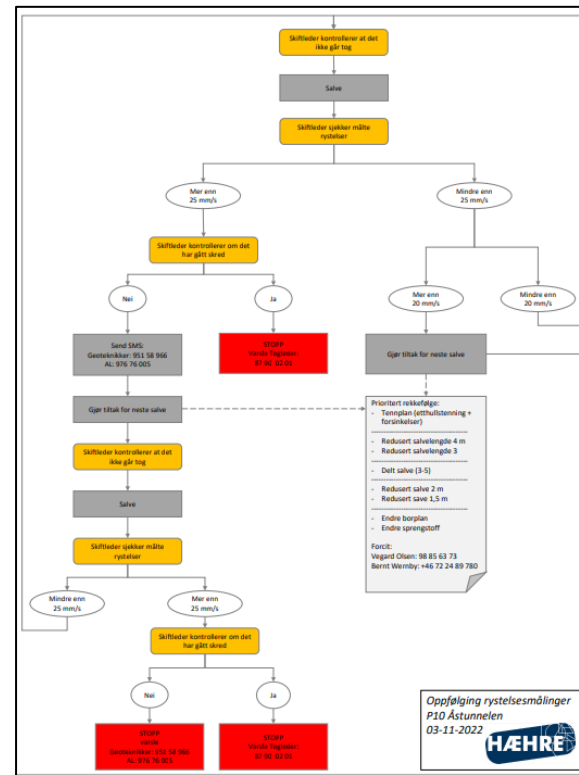 Skiftleder kontrollerer at det
ikke går tog
Salve
Skiftleder sjekker målte
rystelser
Mer enn
25 mm/s
Mindre enn
25 mm/s
Skiftleder kontrollerer om det
har gått skred
Nei
Ja
Mer enn
20 mm/s
Mindre enn
20 mm/s
Send SMS:
Geoteknikker: 951 58 966
AL: 976 76 005
STOPP
Varsle Togleder:
87 00 02 01
Gjør tiltak for neste salve
Gjør tiltak for neste salve
Prioritert rekkefølge:
- Tennplan (etthullstenning +
forsinkelser)
- Redusert salvelengde 4 m
- Redusert salvelengde 3
- Delt salve (3-5)
- Redusert salve 2 m
- Redusert save 1,5 m
- Endre borplan
- Endre sprengstoff
Forcit:
Vegard Olsen: 98 85 63 73
Bernt Wernby: +46 72 24 89 780
Skiftleder kontrollerer at det
ikke går tog
Salve
Skiftleder sjekker målte
rystelser
Mindre enn
25 mm/s
Mer enn
25 mm/s
Skiftleder kontrollerer om det
har gått skred
Nei
Ja
STOPP
varsle
Geoteknikker: 951 58 966
AL: 976 76 005
STOPP
Varsle Togleder:
87 00 02 01
Oppfølging rystelsesmålinger
P10 Åstunnelen
03-11-2022
HÆHRE